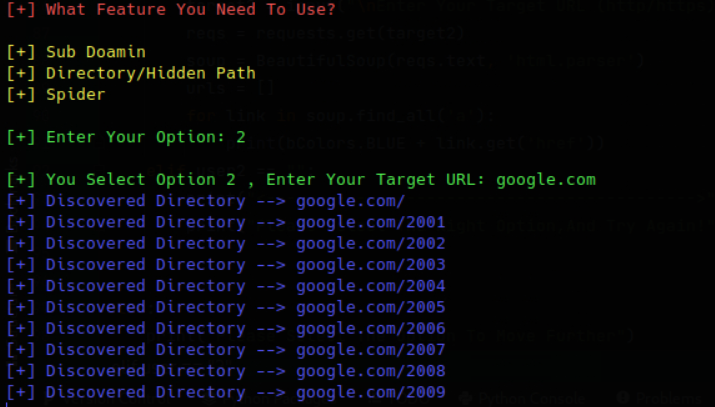 [+] What Feature You Need To Use?
[+] Sub Doamin
[+] Directory/Hidden Path
[+] Spider
[+] Enter Your Option: 2
[+] You Select Option 2 , Enter Your Target URL: google.com
[+] Discovered Directory --> google.com/
[+] Discovered Directory --> google.com/2001
[+] Discovered Directory --> google.com/2002
[+] Discovered Directory --> google.com/2003
[+] Discovered Directory --> google.com/2004
[+] Discovered Directory --> google.com/2005
[+] Discovered Directory --> google.com/2006
[+] Discovered Directory --> google.com/2007
[+] Discovered Directory --> google.com/2008
[+] Discovered Directory --> google.com/2009
Python Console
Problems